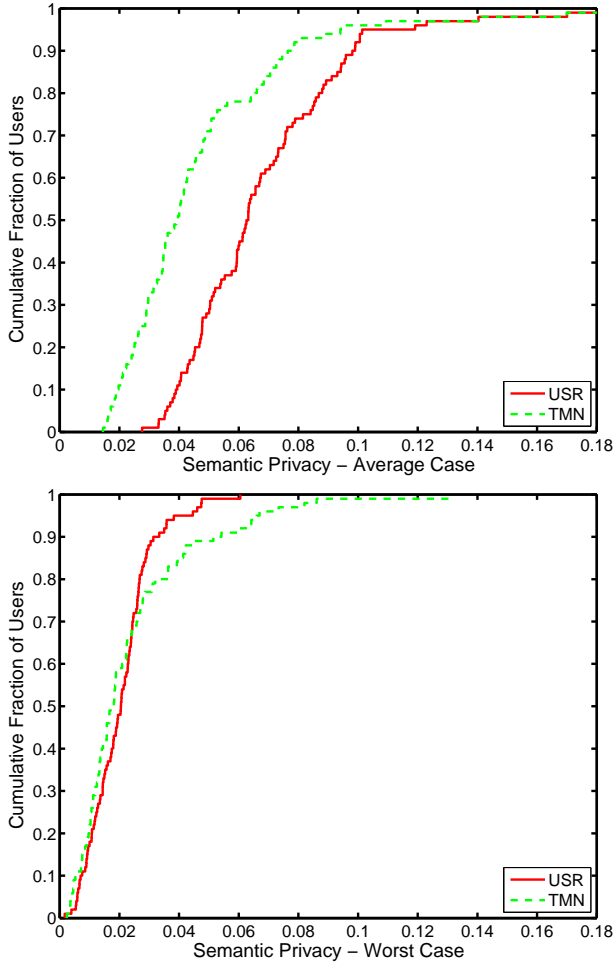 1
0.9
0.8
0.7
0.6
0.5
0.4
0.3
0.2
0.1
0
Cumulative Fraction of Users
USR
TMN
0 0.02 0.04 0.06 0.08 0.1 0.12 0.14 0.16 0.18
Semantic Privacy – Average Case
1
0.9
0.8
0.7
0.6
0.5
0.4
0.3
0.2
0.1
0
Cumulative Fraction of Users
USR
TMN
0 0.02 0.04 0.06 0.08 0.1 0.12 0.14 0.16 0.18
Semantic Privacy – Worst Case